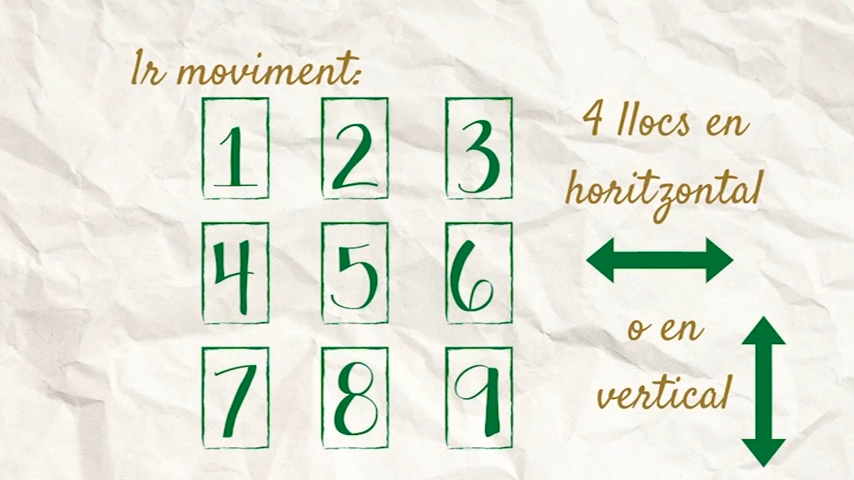 1r moviment:
1 2 3
4 llocs en
horitzontal
4 5 6
o en
vertical
7 8 9